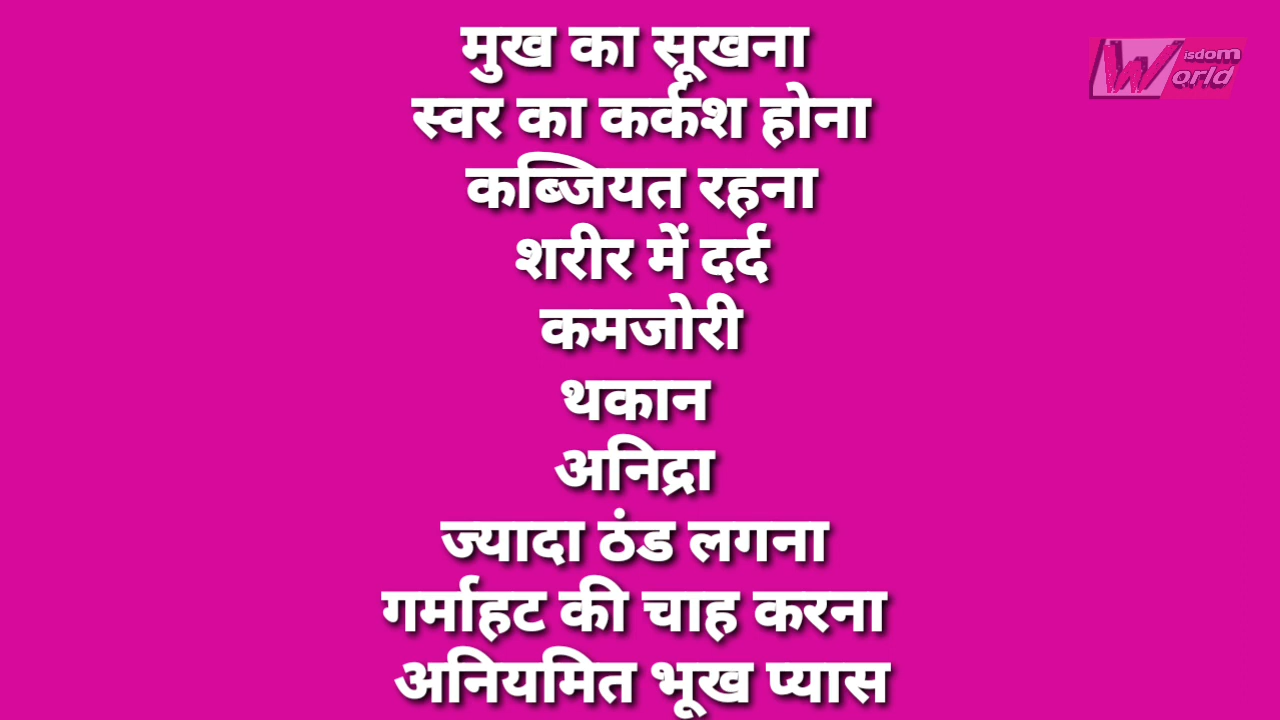 मुख का सूखना
स्वर का कर्कश होना
कब्जियत रहना
शरीर में दर्द
कमजोरी
थकान
अनिद्रा
ज्यादा ठंड लगना
गर्माहट की चाह करना
अनियमित भूख प्यास
Wisdom
World